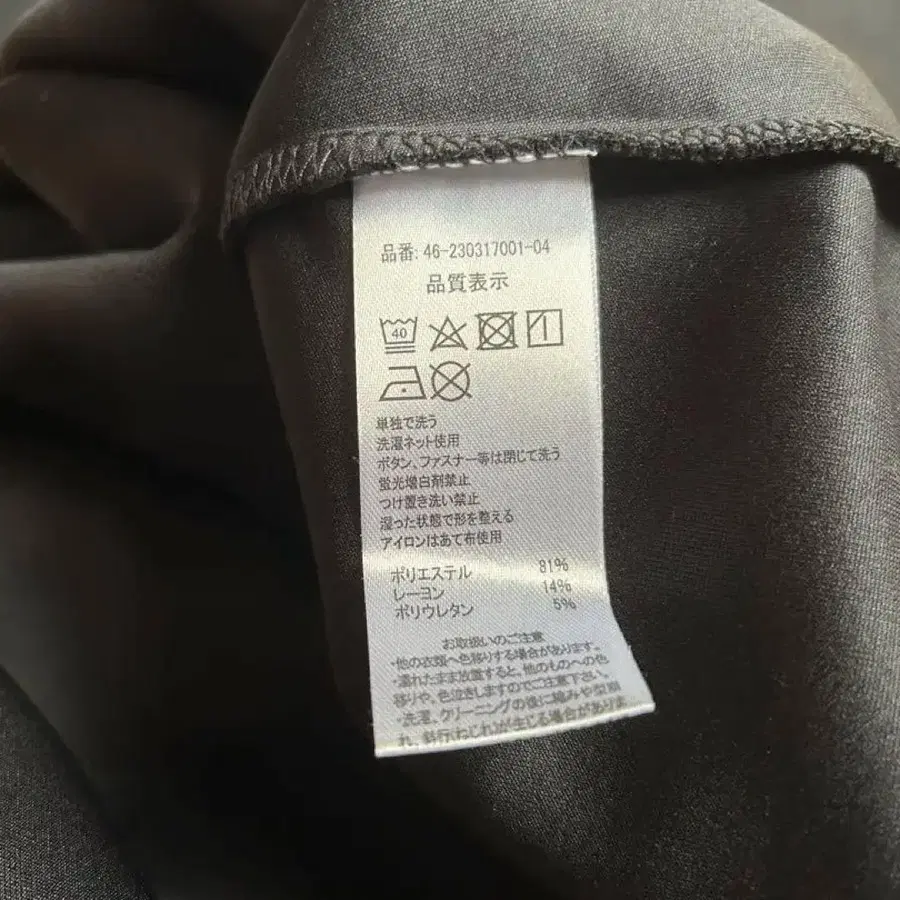 品番: 46-230317001-04
品質表示
40
単独で洗う
洗濯ネット使用
ボタン、ファスナー等は閉じて洗う
蛍光増白剤禁止
つけ置き洗い禁止
湿った状態で形を整える
アイロンはあて布使用
ポリエステル 81%
レーヨン 14%
ポリウレタン 5%
お取扱いのご注意
・他の衣類へ色移りする場合があります。
・濡れたまま放置すると、他のものへの色
移りや、色泣きしますのでご注意下さい。
・洗濯、クリーニングの後に縮みや型崩
れ、斜行(ねじれ)が生じる場合がありま